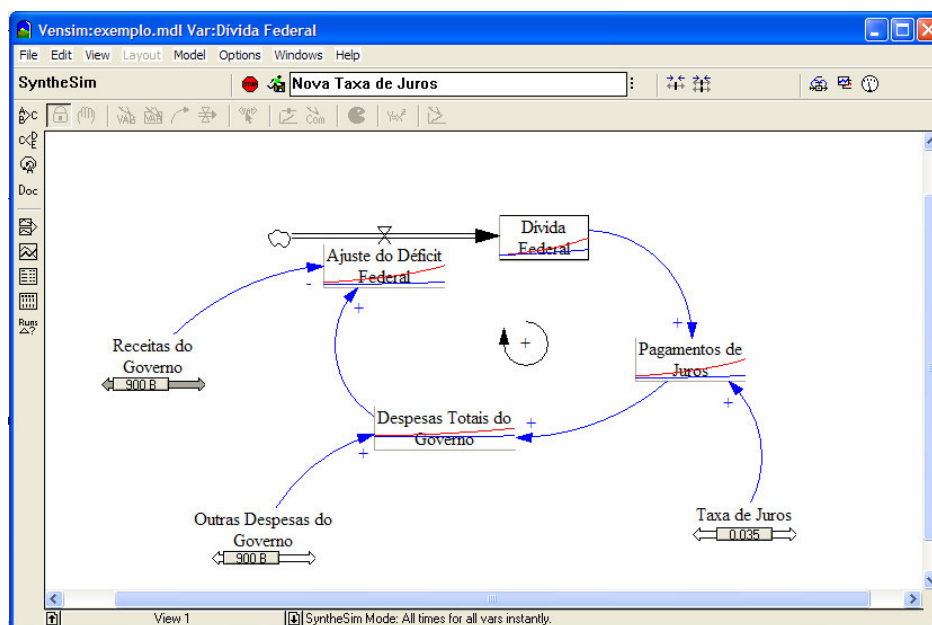 Vensim:exemplo.mdl Var:Dívida Federal
File Edit View Layout Model Options Windows Help
SyntheSim
STOP
Nova Taxa de Juros
VAB
Com
Doc
Runs
Δ?
Dívida
Federal
Ajuste do Déficit
Federal
-
+
+
+
Receitas do
Governo
900 B
Pagamentos de
Juros
+
Despesas Totais do
Governo
+
+
Outras Despesas do
Governo
900 B
Taxa de Juros
0.035
View 1
SyntheSim Mode: All times for all vars instantly.